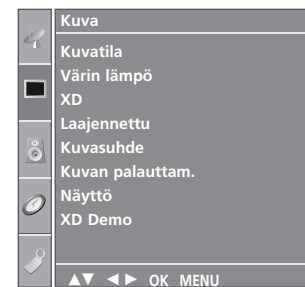 Kuva
Kuvatila
Värin lämpö
XD
Laajennettu
Kuvasuhde
Kuvan palauttam.
Näyttö
XD Demo
▲▼ ◄► OK MENU